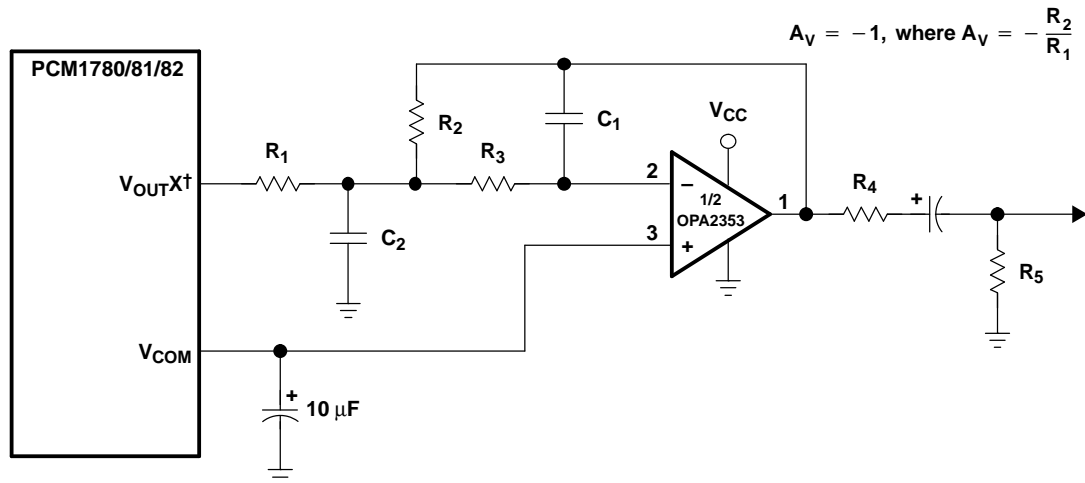 A_V = −1, where A_V = − R_2 / R_1
PCM1780/81/82
V_OUTX†
V_COM
R_1
C_2
R_2
R_3
C_1
10 µF
V_CC
2
−
1/2
OPA2353
3
+
1
R_4
+
R_5
+